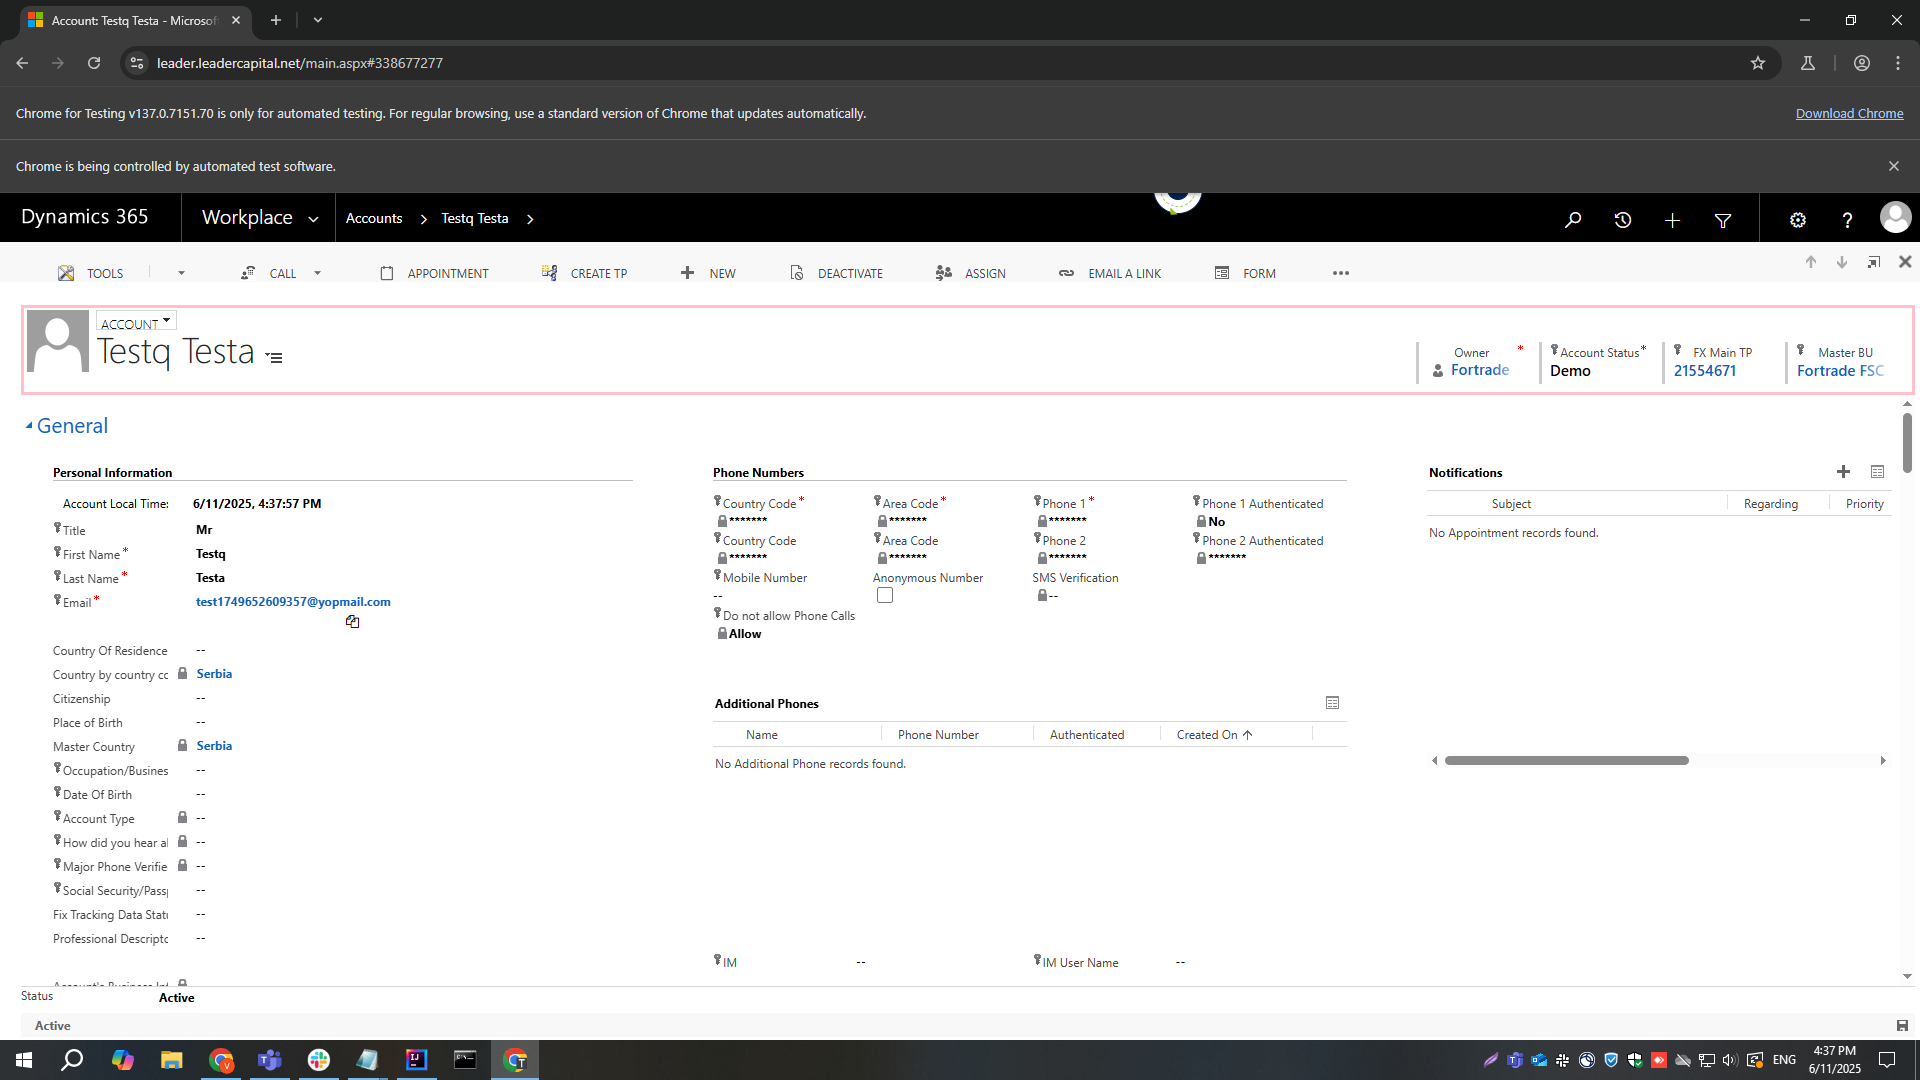 Account: Testq Testa - Microsof
leader.leadercapital.net/main.aspx#338677277
Chrome for Testing v137.0.7151.70 is only for automated testing. For regular browsing, use a standard version of Chrome that updates automatically.
Download Chrome
Chrome is being controlled by automated test software.
Dynamics 365
Workplace
Accounts
Testq Testa
TOOLS
CALL
APPOINTMENT
CREATE TP
NEW
DEACTIVATE
ASSIGN
EMAIL A LINK
FORM
ACCOUNT
Testq Testa
Owner *
Fortrade
Account Status *
Demo
FX Main TP
21554671
Master BU
Fortrade FSC
General
Personal Information
Account Local Time: 6/11/2025, 4:37:57 PM
Title Mr
First Name * Testq
Last Name * Testa
Email * test1749652609357@yopmail.com
Country Of Residence --
Country by country cc Serbia
Citizenship --
Place of Birth --
Master Country Serbia
Occupation/Busines --
Date Of Birth --
Account Type --
How did you hear a --
Major Phone Verifie --
Social Security/Pass --
Fix Tracking Data Stat --
Professional Descripto --
Phone Numbers
Country Code * Area Code * Phone 1 * Phone 1 Authenticated
******* ******* ******* No
Country Code Area Code Phone 2 Phone 2 Authenticated
******* ******* ******* *******
Mobile Number Anonymous Number SMS Verification
-- --
Do not allow Phone Calls
Allow
Additional Phones
Name Phone Number Authenticated Created On
No Additional Phone records found.
IM -- IM User Name --
Notifications
Subject Regarding Priority
No Appointment records found.
Status Active
Active
ENG
4:37 PM
6/11/2025